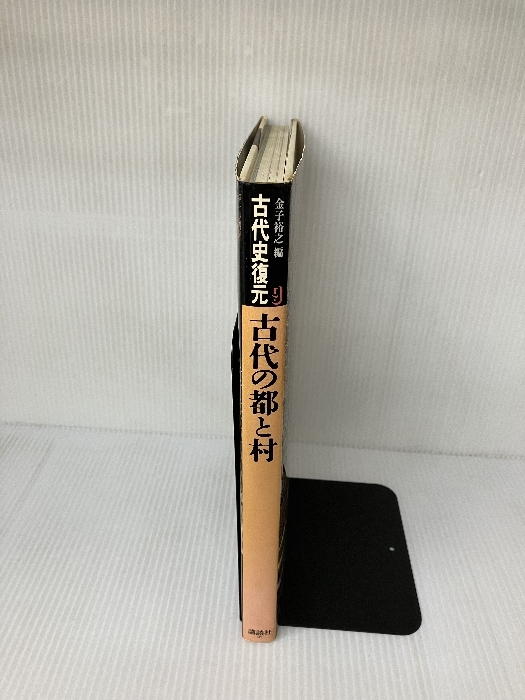 金子裕之編
古代史復元 9
古代の都と村
講談社